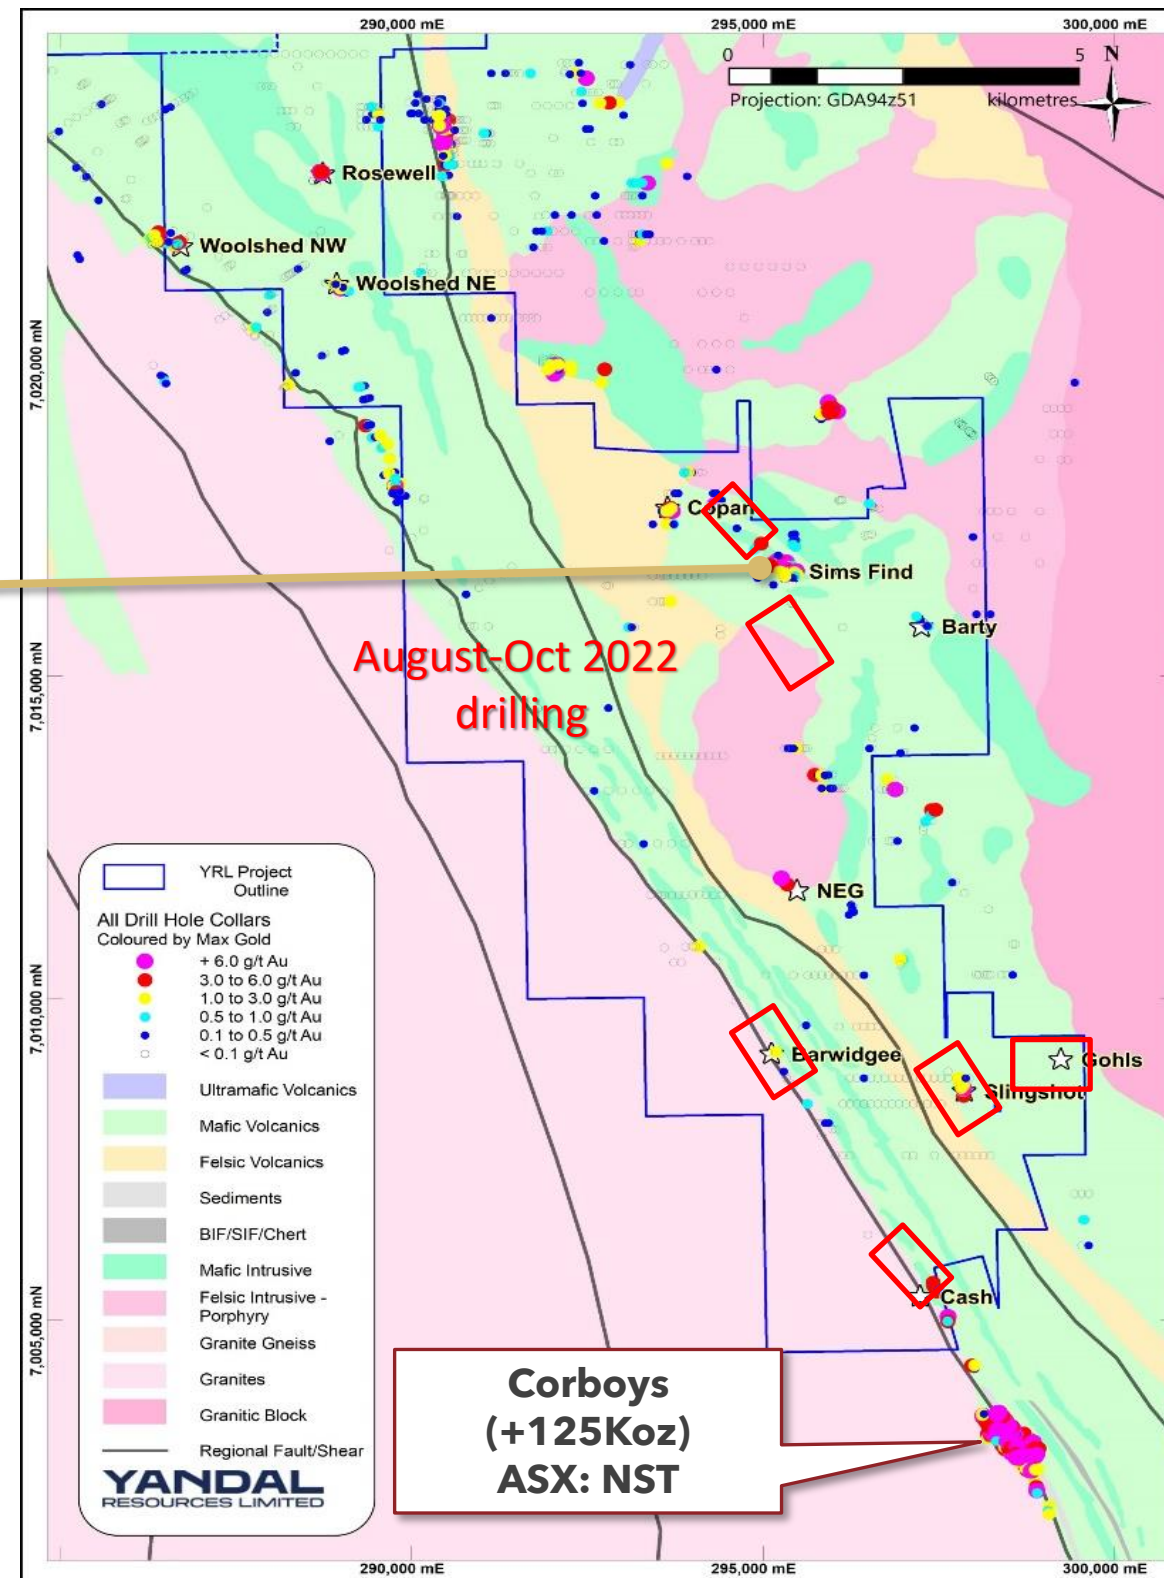 290,000 mE
295,000 mE
300,000 mE
0
5
N
Projection: GDA94z51
kilometres
Rosewell
Woolshed NW
Woolshed NE
7,020,000 mN
Copan
Sims Find
Barty
August-Oct 2022
drilling
7,015,000 mN
NEG
7,010,000 mN
Barwidgee
Gohls
Slingshot
Cash
7,005,000 mN
YRL Project
Outline
All Drill Hole Collars
Coloured by Max Gold
+ 6.0 g/t Au
3.0 to 6.0 g/t Au
1.0 to 3.0 g/t Au
0.5 to 1.0 g/t Au
0.1 to 0.5 g/t Au
< 0.1 g/t Au
Ultramafic Volcanics
Mafic Volcanics
Felsic Volcanics
Sediments
BIF/SIF/Chert
Mafic Intrusive
Felsic Intrusive -
Porphyry
Granite Gneiss
Granites
Granitic Block
Regional Fault/Shear
YANDAL
RESOURCES LIMITED
Corboys
(+125Koz)
ASX: NST
290,000 mE
295,000 mE
300,000 mE